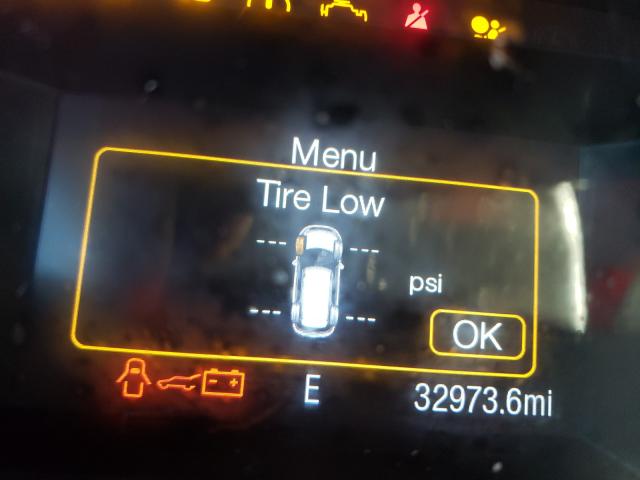 Menu
Tire Low
--- ---
psi
--- ---
OK
E 32973.6mi